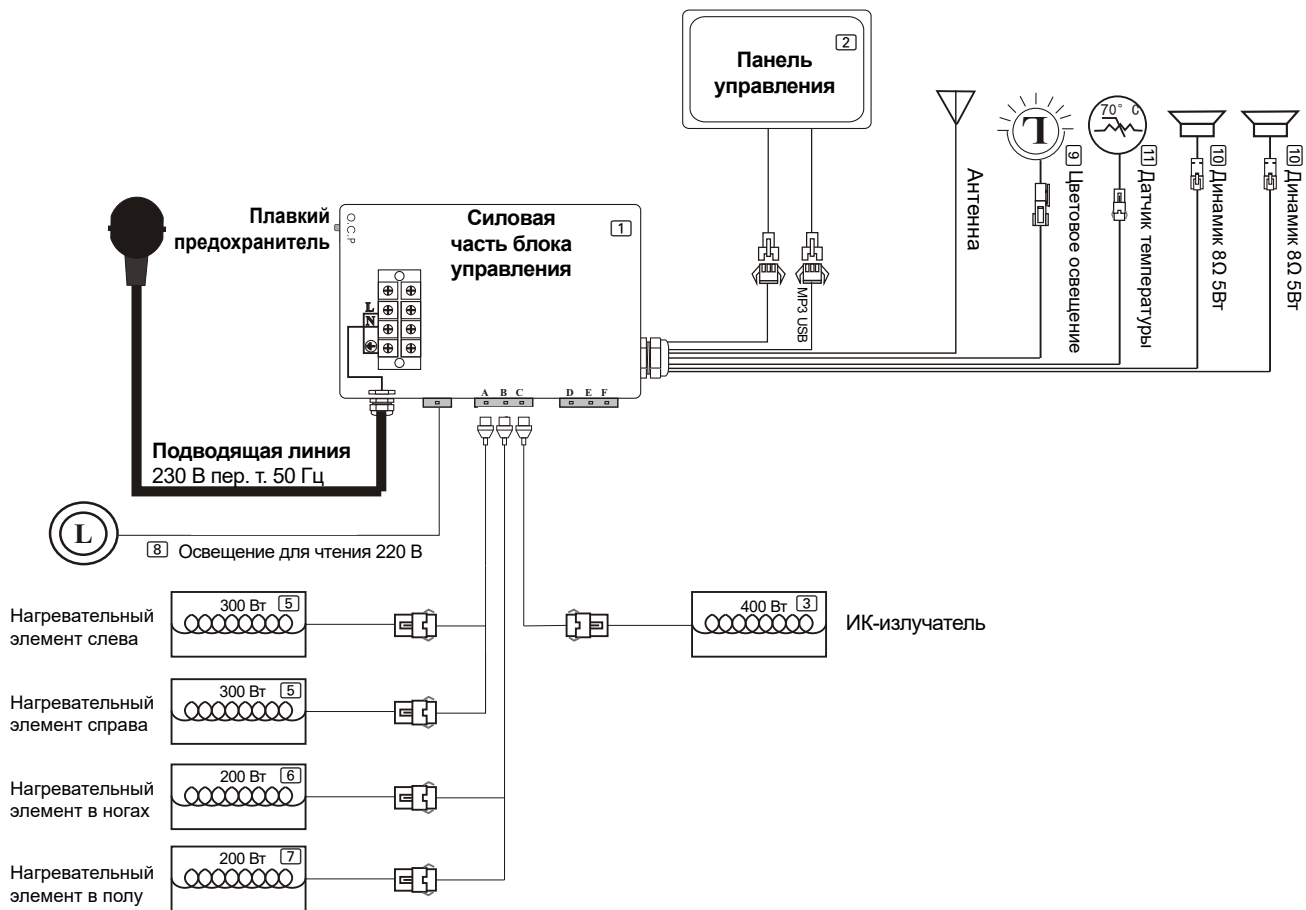 Панель
управления
2
70° C
L
Антенна
9 Цветовое освещение
11 Датчик температуры
10 Динамик 8Ω 5Вт
10 Динамик 8Ω 5Вт
Плавкий
предохранитель
O.C.P
Силовая
часть блока
управления
1
L
N
MP3 USB
A B C
D E F
Подводящая линия
230 В пер. т. 50 Гц
L
8 Освещение для чтения 220 В
Нагревательный
элемент слева
300 Вт 5
400 Вт 3
ИК-излучатель
Нагревательный
элемент справа
300 Вт 5
Нагревательный
элемент в ногах
200 Вт 6
Нагревательный
элемент в полу
200 Вт 7